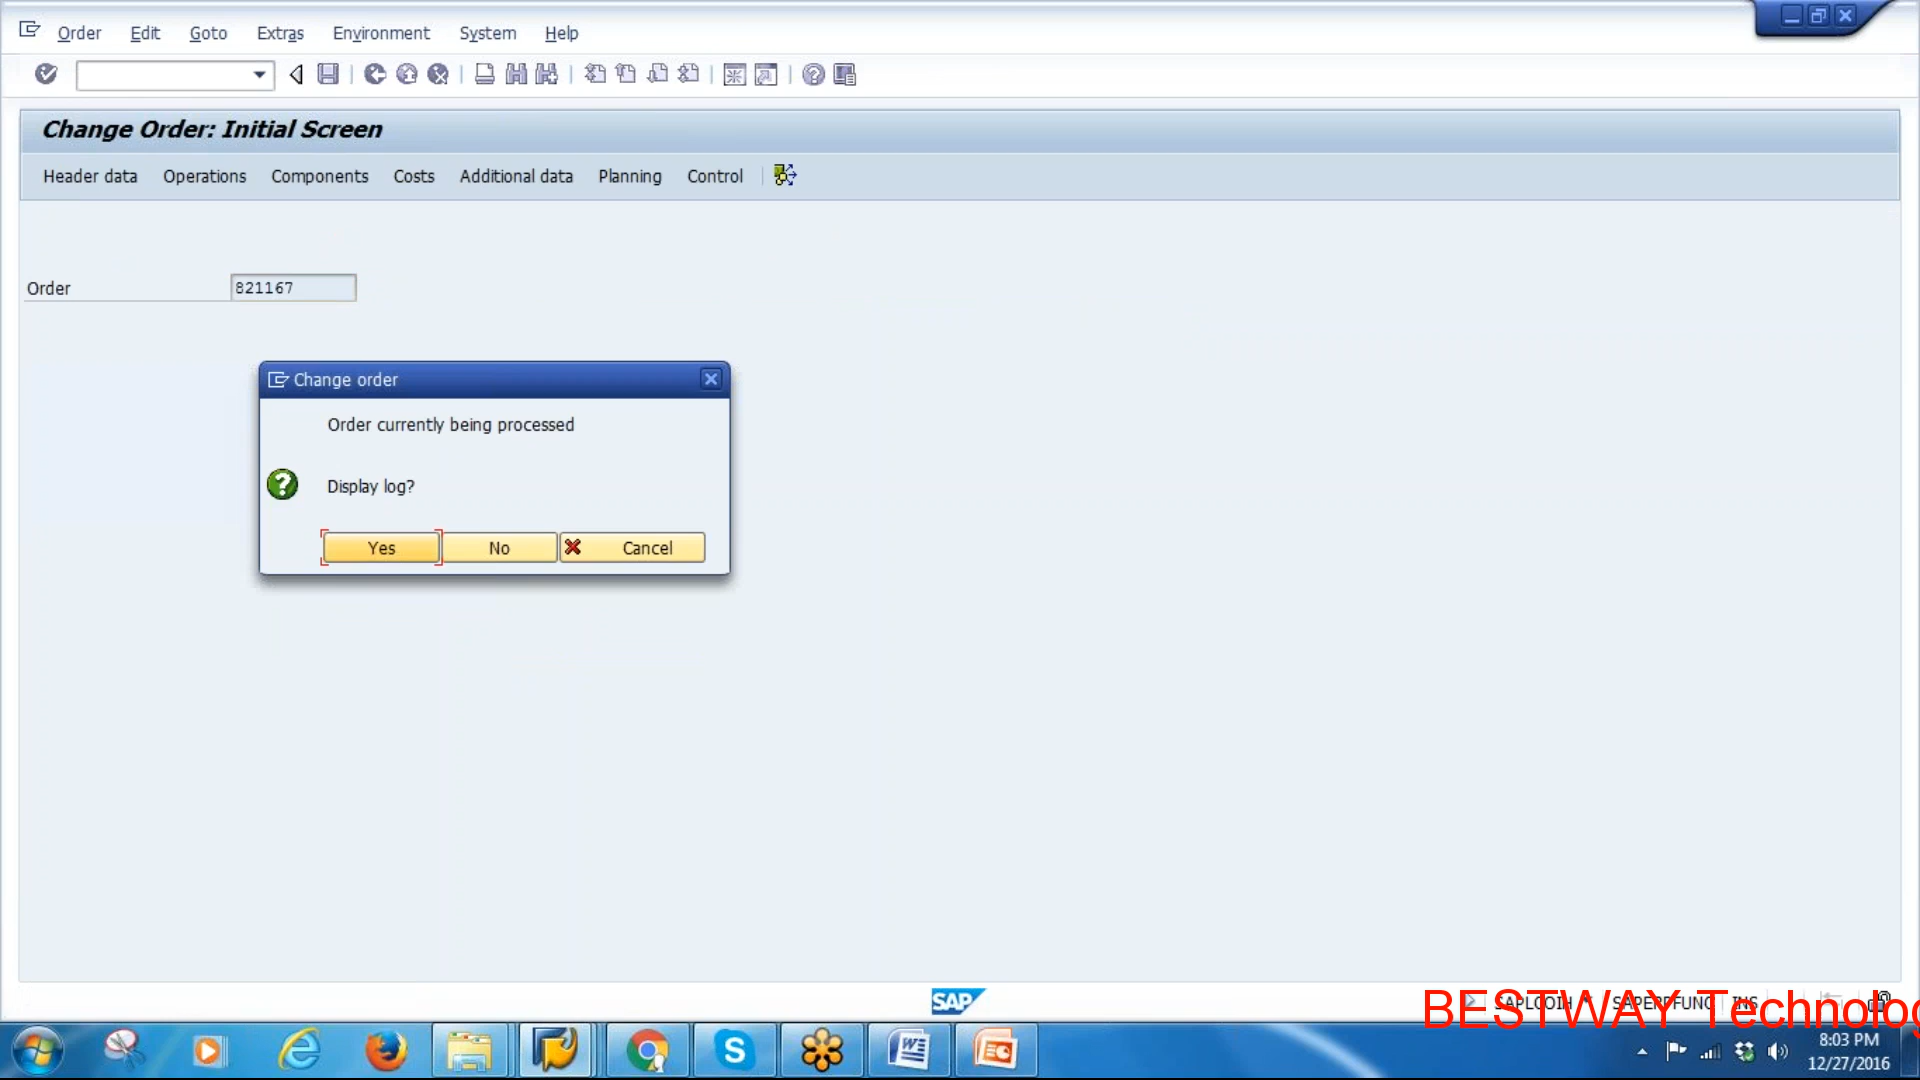 Order Edit Goto Extras Environment System Help
Change Order: Initial Screen
Header data Operations Components Costs Additional data Planning Control
Order 821167
Change order
Order currently being processed
Display log?
Yes No Cancel
SAP
BESTWAY Technolog
SAPLCOIH
INS
8:03 PM
12/27/2016